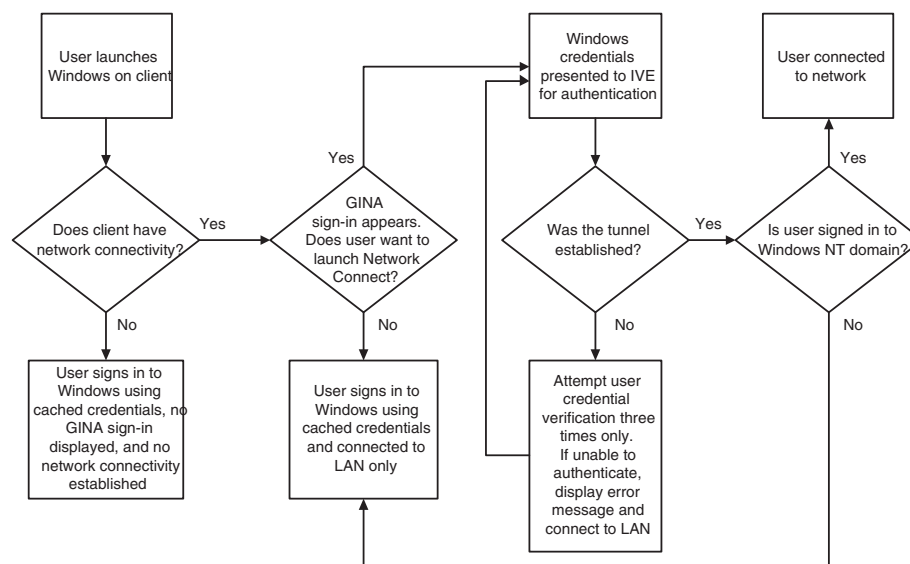 User launches
Windows on client
Does client have
network connectivity?
Yes
No
User signs in to
Windows using
cached credentials, no
GINA sign-in
displayed, and no
network connectivity
established
GINA
sign-in appears.
Does user want to
launch Network
Connect?
Yes
No
User signs in to
Windows using
cached credentials
and connected to
LAN only
Windows
credentials
presented to IVE
for authentication
Was the tunnel
established?
Yes
No
Attempt user
credential
verification three
times only.
If unable to
authenticate,
display error
message and
connect to LAN
Is user signed in to
Windows NT domain?
Yes
No
User connected
to network